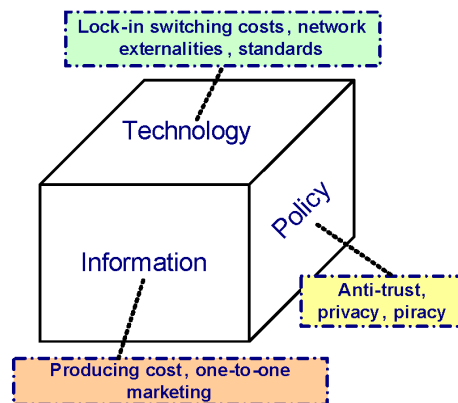 Lock-in switching costs, network
externalities, standards
Technology
Policy
Information
Anti-trust,
privacy, piracy
Producing cost, one-to-one
marketing